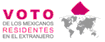 VOTO
DE LOS MEXICANOS
RESIDENTES
EN EL EXTRANJERO